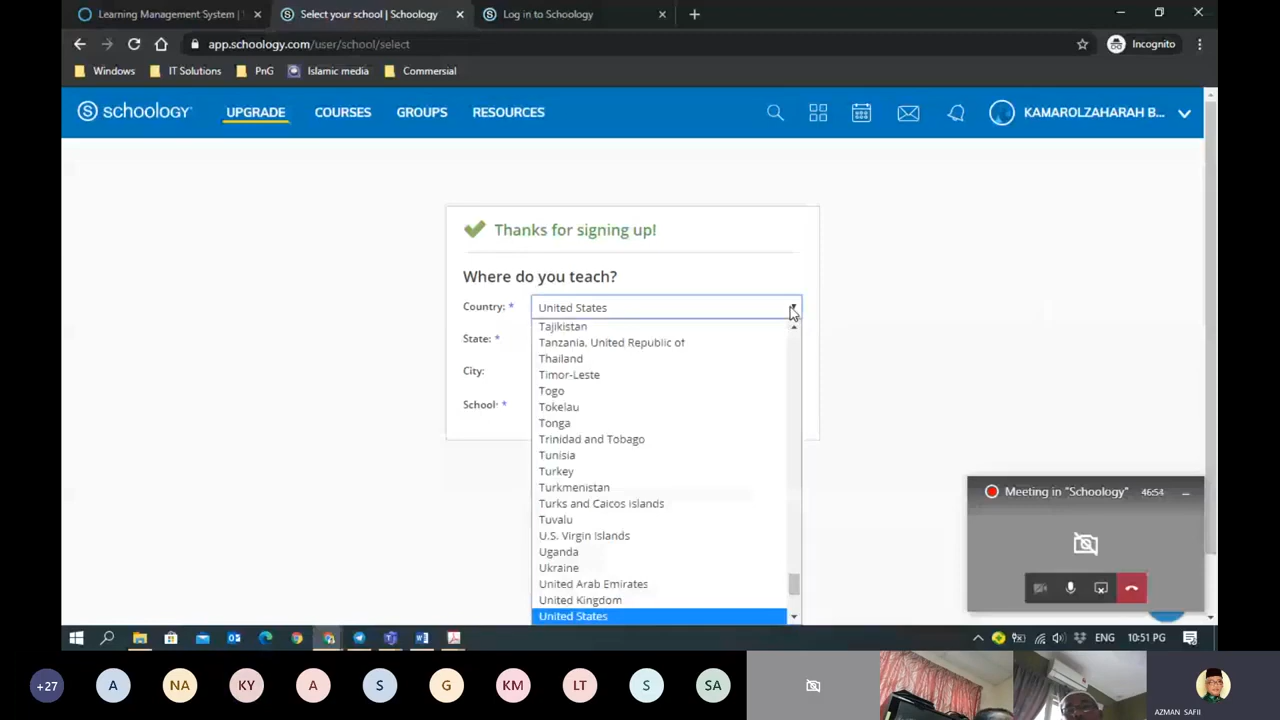 Learning Management System |
Select your school | Schoology
Log in to Schoology
app.schoology.com/user/school/select
Incognito
Windows
IT Solutions
PnG
Islamic media
Commersial
S schoology
UPGRADE
COURSES
GROUPS
RESOURCES
KAMAROLZAHARAH B...
Thanks for signing up!
Where do you teach?
Country: *
United States
State: *
City:
School: *
Tajikistan
Tanzania, United Republic of
Thailand
Timor-Leste
Togo
Tokelau
Tonga
Trinidad and Tobago
Tunisia
Turkey
Turkmenistan
Turks and Caicos Islands
Tuvalu
U.S. Virgin Islands
Uganda
Ukraine
United Arab Emirates
United Kingdom
United States
Meeting in "Schoology"
46:54
ENG
10:51 PG
+27
A
NA
KY
A
S
G
KM
LT
S
SA
AZMAN SAFII